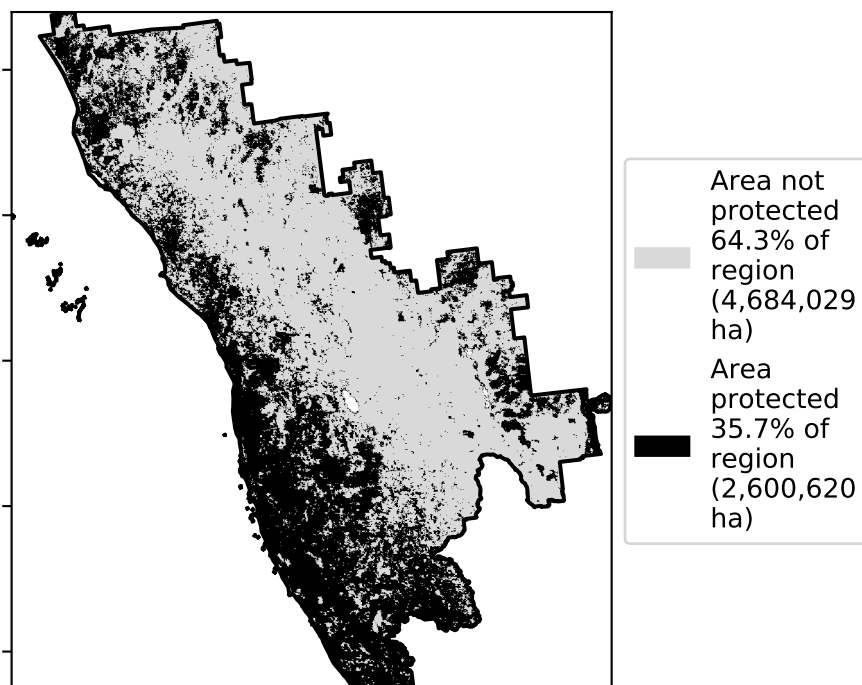 Area not
protected
64.3% of
region
(4,684,029
ha)
Area
protected
35.7% of
region
(2,600,620
ha)